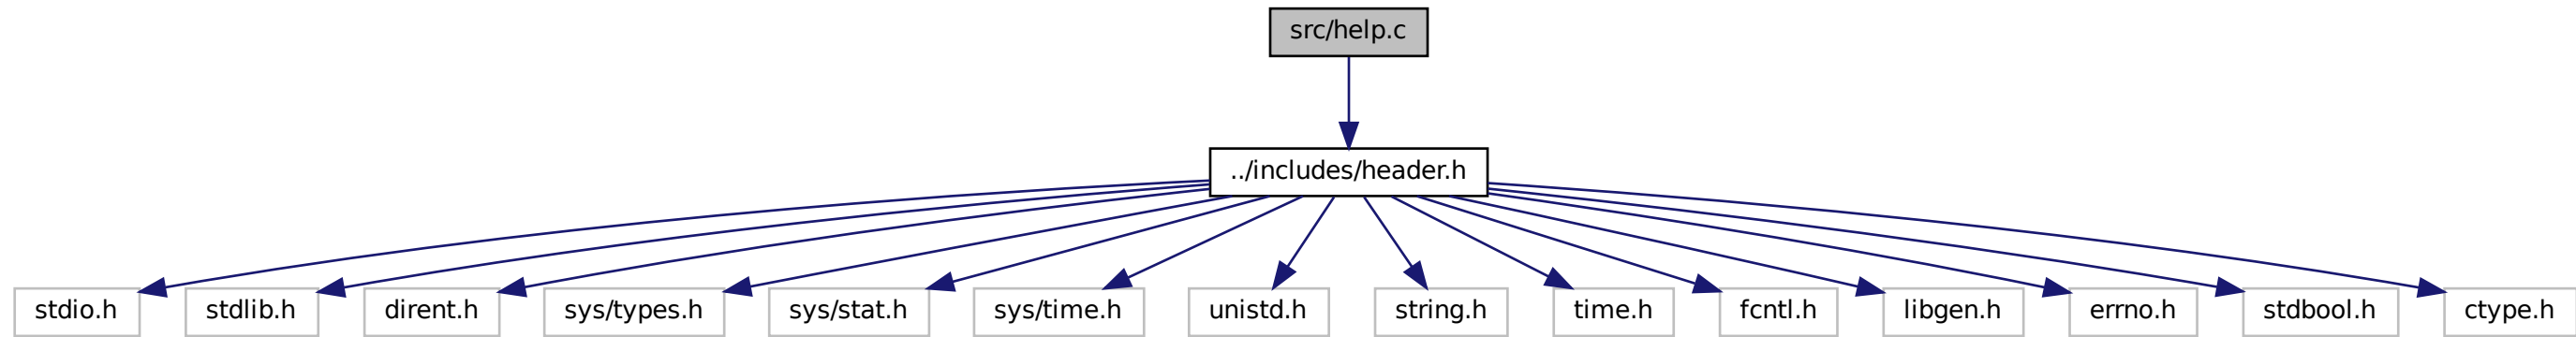 src/help.c
../includes/header.h
stdio.h
stdlib.h
dirent.h
sys/types.h
sys/stat.h
sys/time.h
unistd.h
string.h
time.h
fcntl.h
libgen.h
errno.h
stdbool.h
ctype.h